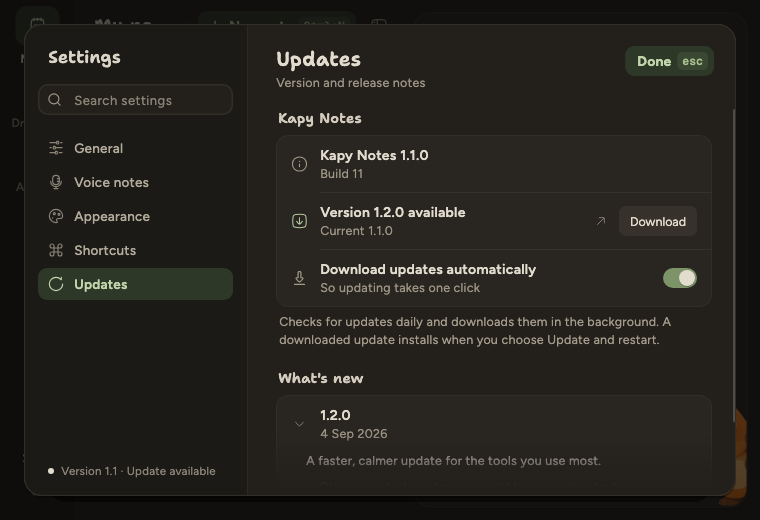 Settings
Search settings
General
Voice notes
Appearance
Shortcuts
Updates
Version 1.1 · Update available
Updates
Version and release notes
Done esc
Kapy Notes
Kapy Notes 1.1.0
Build 11
Version 1.2.0 available
Current 1.1.0
Download
Download updates automatically
So updating takes one click
Checks for updates daily and downloads them in the background. A
downloaded update installs when you choose Update and restart.
What's new
1.2.0
4 Sep 2026
A faster, calmer update for the tools you use most.